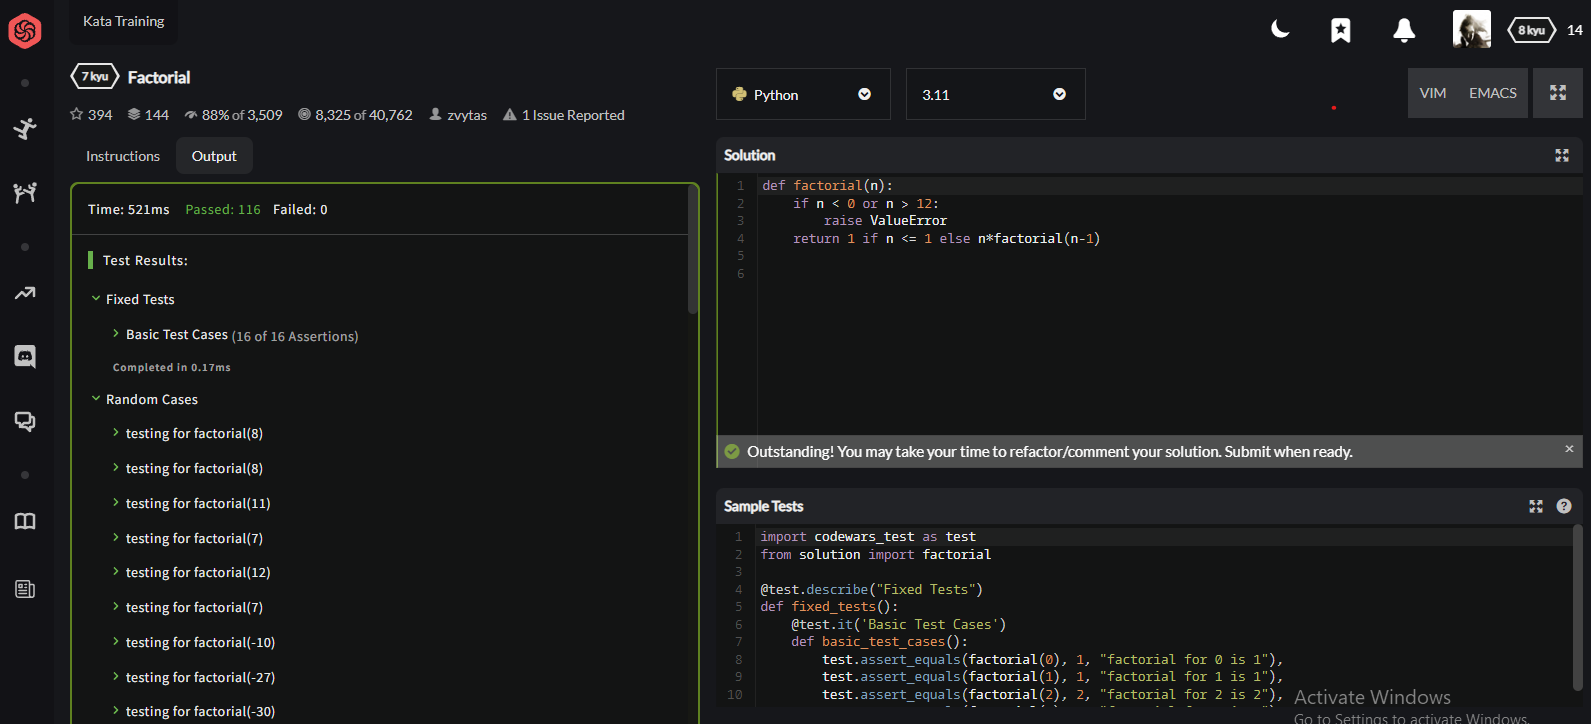 Kata Training
8 kyu 14
7 kyu Factorial
394 144 88% of 3,509 8,325 of 40,762 zvytas 1 Issue Reported
Instructions Output
Time: 521ms Passed: 116 Failed: 0
Test Results:
Fixed Tests
Basic Test Cases (16 of 16 Assertions)
Completed in 0.17ms
Random Cases
testing for factorial(8)
testing for factorial(8)
testing for factorial(11)
testing for factorial(7)
testing for factorial(12)
testing for factorial(7)
testing for factorial(-10)
testing for factorial(-27)
testing for factorial(-30)
Python 3.11 VIM EMACS
Solution
1 def factorial(n):
2     if n < 0 or n > 12:
3         raise ValueError
4     return 1 if n <= 1 else n*factorial(n-1)
5
6
Outstanding! You may take your time to refactor/comment your solution. Submit when ready.
Sample Tests
1 import codewars_test as test
2 from solution import factorial
3
4 @test.describe("Fixed Tests")
5 def fixed_tests():
6     @test.it('Basic Test Cases')
7     def basic_test_cases():
8         test.assert_equals(factorial(0), 1, "factorial for 0 is 1"),
9         test.assert_equals(factorial(1), 1, "factorial for 1 is 1"),
10         test.assert_equals(factorial(2), 2, "factorial for 2 is 2"),
Activate Windows
Go to Settings to activate Windows.